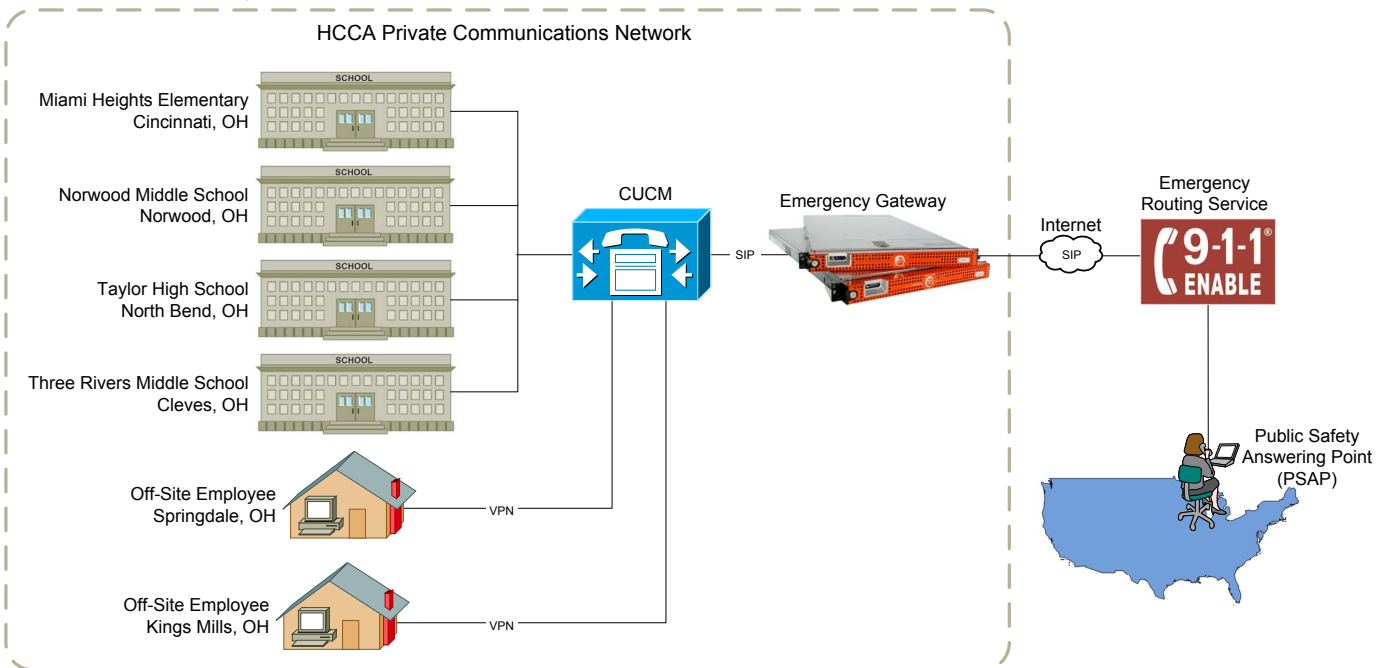 HCCA Private Communications Network
SCHOOL
Miami Heights Elementary
Cincinnati, OH
SCHOOL
Norwood Middle School
Norwood, OH
SCHOOL
Taylor High School
North Bend, OH
SCHOOL
Three Rivers Middle School
Cleves, OH
Off-Site Employee
Springdale, OH
VPN
Off-Site Employee
Kings Mills, OH
VPN
CUCM
SIP
Emergency Gateway
Internet
SIP
Emergency
Routing Service
9-1-1®
ENABLE
Public Safety
Answering Point
(PSAP)